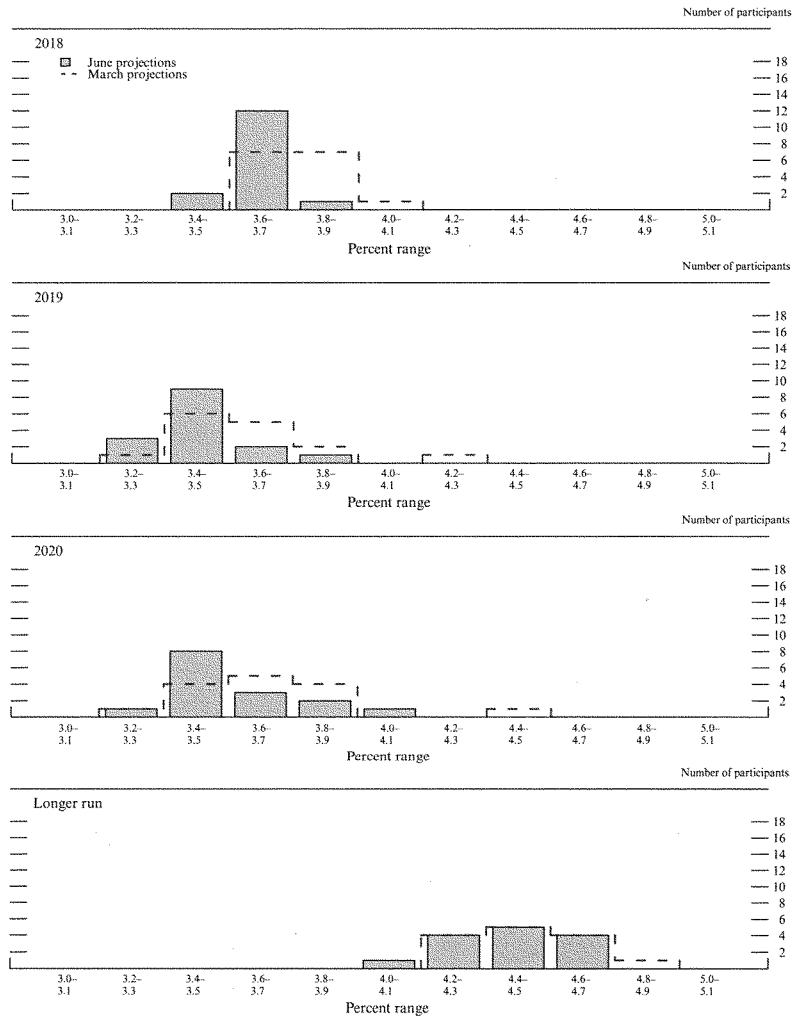 Number of participants
2018
June projections
March projections
18
16
14
12
10
8
6
4
2
3.0– 3.2– 3.4– 3.6– 3.8– 4.0– 4.2– 4.4– 4.6– 4.8– 5.0–
3.1 3.3 3.5 3.7 3.9 4.1 4.3 4.5 4.7 4.9 5.1
Percent range
Number of participants
2019
18
16
14
12
10
8
6
4
2
3.0– 3.2– 3.4– 3.6– 3.8– 4.0– 4.2– 4.4– 4.6– 4.8– 5.0–
3.1 3.3 3.5 3.7 3.9 4.1 4.3 4.5 4.7 4.9 5.1
Percent range
Number of participants
2020
18
16
14
12
10
8
6
4
2
3.0– 3.2– 3.4– 3.6– 3.8– 4.0– 4.2– 4.4– 4.6– 4.8– 5.0–
3.1 3.3 3.5 3.7 3.9 4.1 4.3 4.5 4.7 4.9 5.1
Percent range
Number of participants
Longer run
18
16
14
12
10
8
6
4
2
3.0– 3.2– 3.4– 3.6– 3.8– 4.0– 4.2– 4.4– 4.6– 4.8– 5.0–
3.1 3.3 3.5 3.7 3.9 4.1 4.3 4.5 4.7 4.9 5.1
Percent range